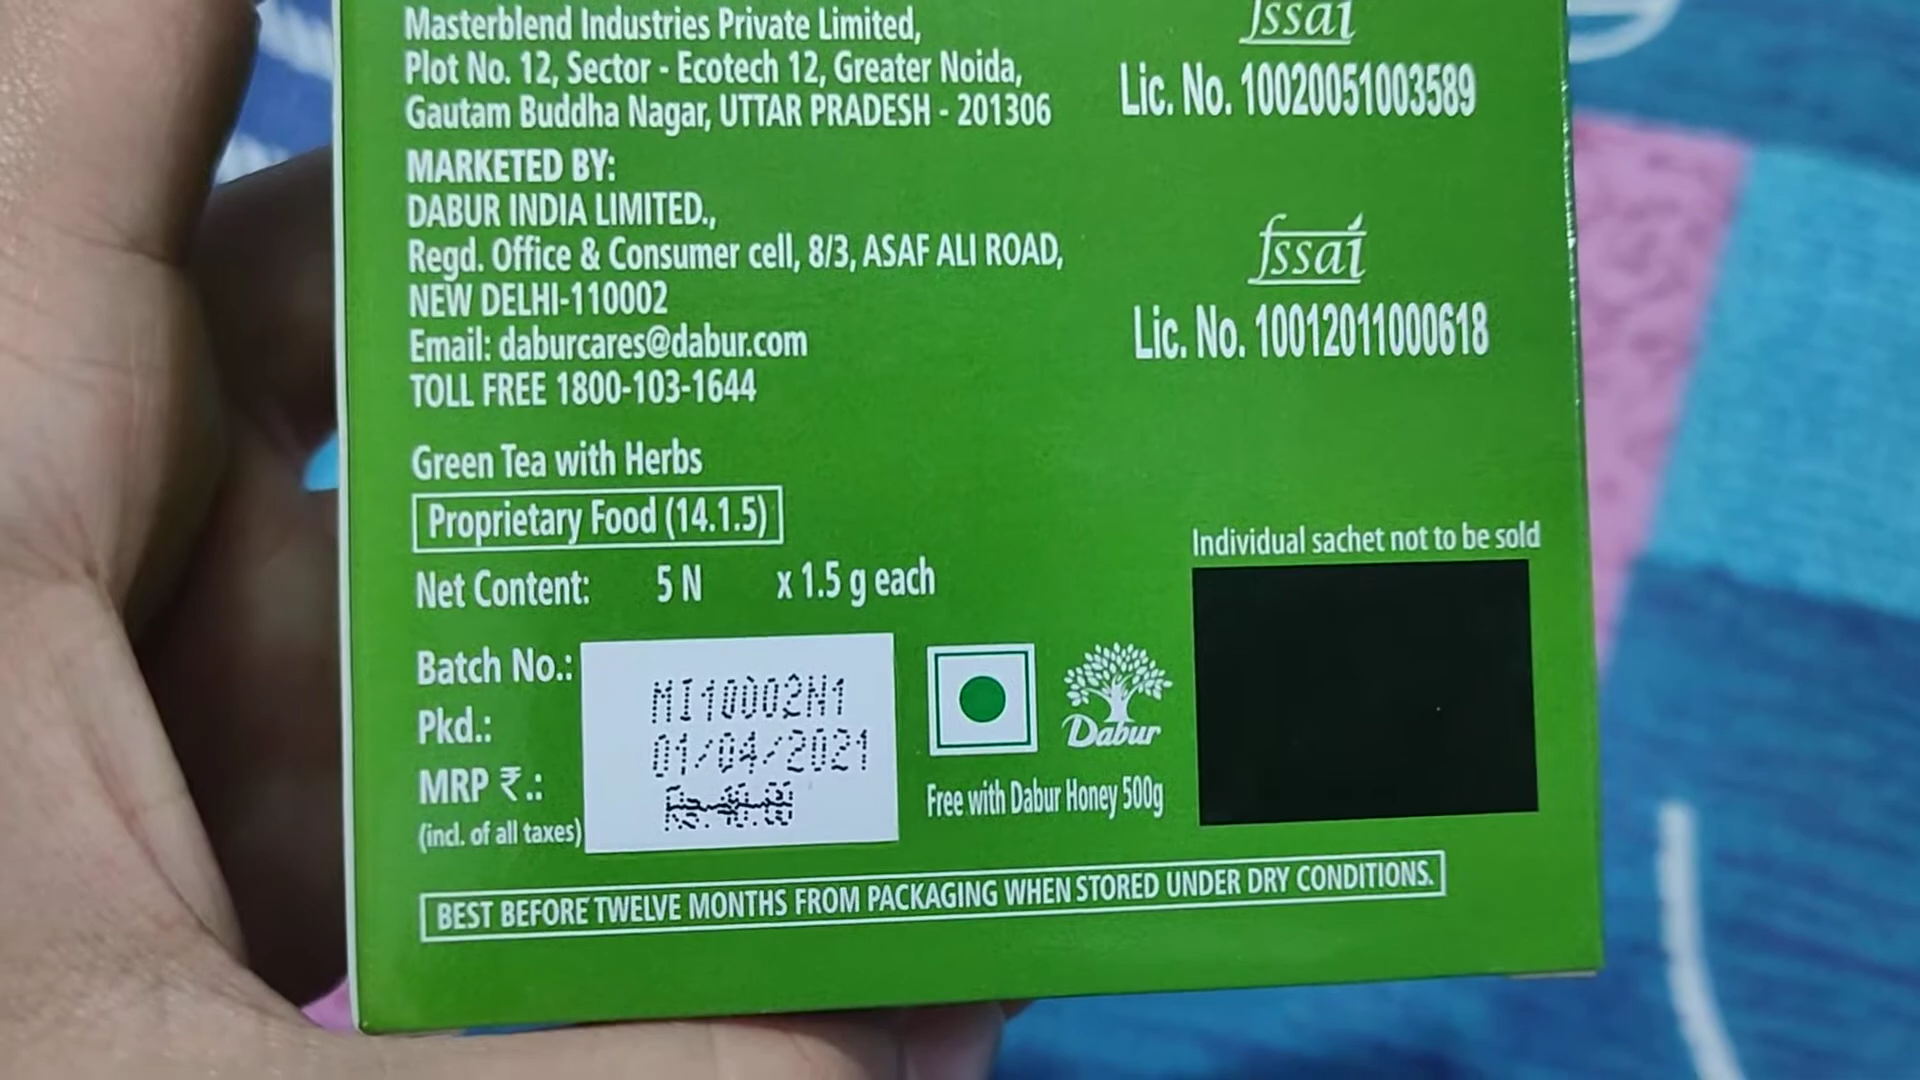 Masterblend Industries Private Limited,
Plot No. 12, Sector - Ecotech 12, Greater Noida,
Gautam Buddha Nagar, UTTAR PRADESH - 201306
fssai
Lic. No. 10020051003589
MARKETED BY:
DABUR INDIA LIMITED.,
Regd. Office & Consumer cell, 8/3, ASAF ALI ROAD,
NEW DELHI-110002
Email: daburcares@dabur.com
TOLL FREE 1800-103-1644
fssai
Lic. No. 10012011000618
Green Tea with Herbs
Proprietary Food (14.1.5)
Net Content: 5 N x 1.5 g each
Individual sachet not to be sold
Batch No.: MI10002N1
Pkd.: 01/04/2021
MRP ₹.: Rs. 40.00
(incl. of all taxes)
Dabur
Free with Dabur Honey 500g
BEST BEFORE TWELVE MONTHS FROM PACKAGING WHEN STORED UNDER DRY CONDITIONS.